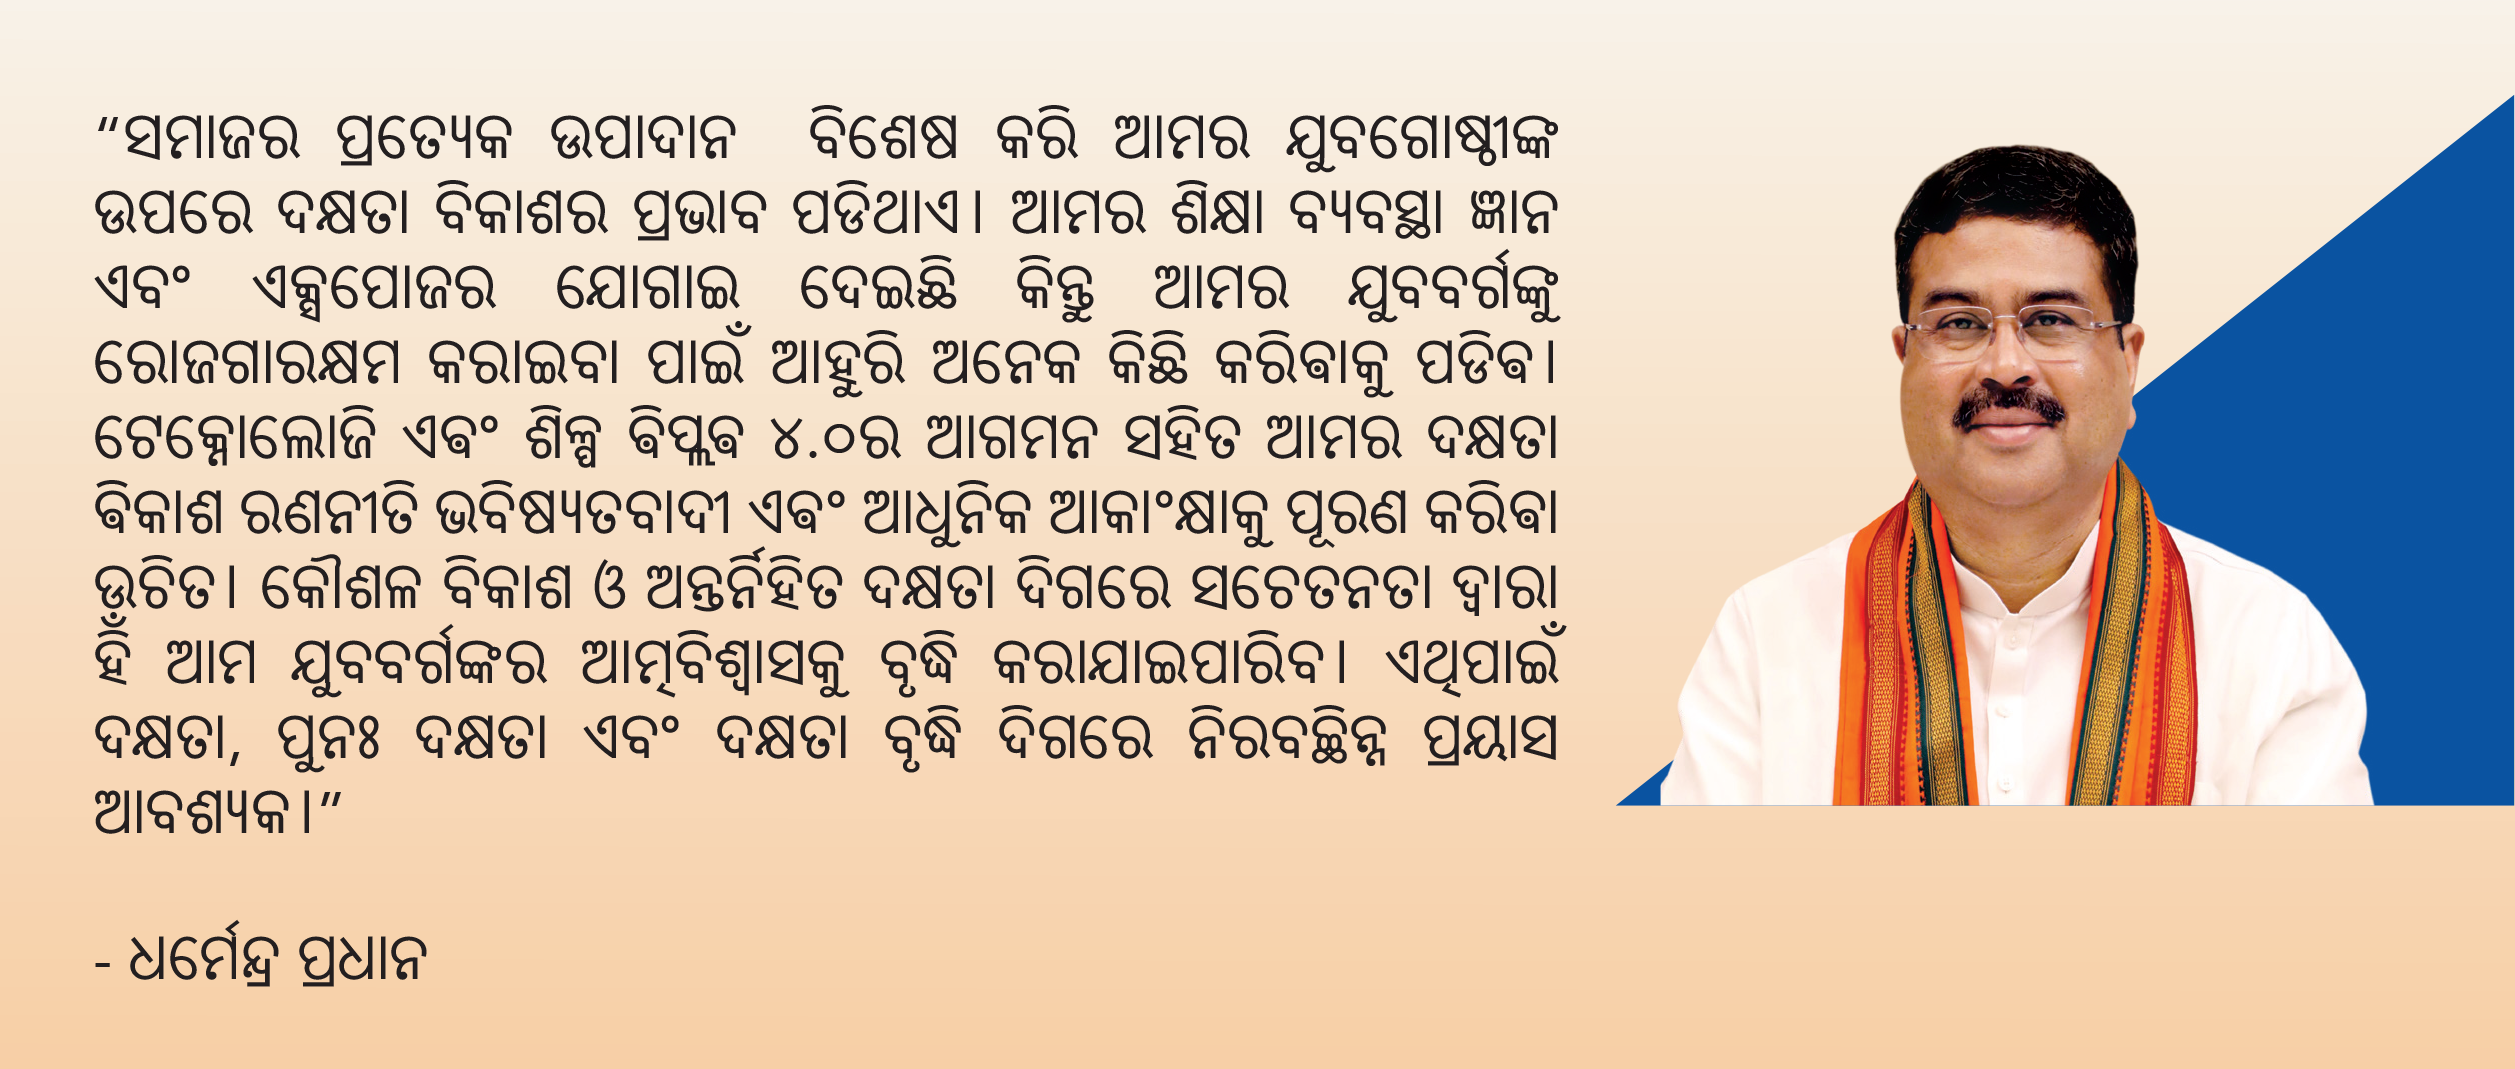 “ସମାଜର ପ୍ରତ୍ୟେକ ଉପାଦାନ ବିଶେଷ କରି ଆମର ଯୁବଗୋଷ୍ଠୀଙ୍କ
ଉପରେ ଦକ୍ଷତା ବିକାଶର ପ୍ରଭାବ ପଡିଥାଏ। ଆମର ଶିକ୍ଷା ବ୍ୟବସ୍ଥା ଜ୍ଞାନ
ଏବଂ ଏକ୍ସପୋଜର ଯୋଗାଇ ଦେଇଛି କିନ୍ତୁ ଆମର ଯୁବବର୍ଗଙ୍କୁ
ରୋଜଗାରକ୍ଷମ କରାଇବା ପାଇଁ ଆହୁରି ଅନେକ କିଛି କରିଵାକୁ ପଡିଵ।
ଟେକ୍ନୋଲୋଜି ଏଵଂ ଶିଳ୍ପ ଵିପ୍ଲଵ ୪.୦ର ଆଗମନ ସହିତ ଆମର ଦକ୍ଷତା
ଵିକାଶ ରଣନୀତି ଭବିଷ୍ୟତବାଦୀ ଏଵଂ ଆଧୁନିକ ଆକାଂକ୍ଷାକୁ ପୂରଣ କରିଵା
ଉଚିତ। କୌଶଳ ବିକାଶ ଓ ଅନ୍ତର୍ନିହିତ ଦକ୍ଷତା ଦିଗରେ ସଚେତନତା ଦ୍ୱାରା
ହିଁ ଆମ ଯୁବବର୍ଗଙ୍କର ଆତ୍ମବିଶ୍ୱାସକୁ ବୃଦ୍ଧି କରାଯାଇପାରିବ। ଏଥିପାଇଁ
ଦକ୍ଷତା, ପୁନଃ ଦକ୍ଷତା ଏବଂ ଦକ୍ଷତା ବୃଦ୍ଧି ଦିଗରେ ନିରବଚ୍ଛିନ୍ନ ପ୍ରୟାସ
ଆବଶ୍ୟକ।”
- ଧର୍ମେନ୍ଦ୍ର ପ୍ରଧାନ